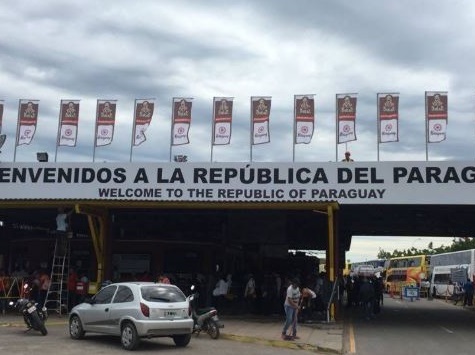 ENVENIDOS A LA REPÚBLICA DEL PARAG
WELCOME TO THE REPUBLIC OF PARAGUAY